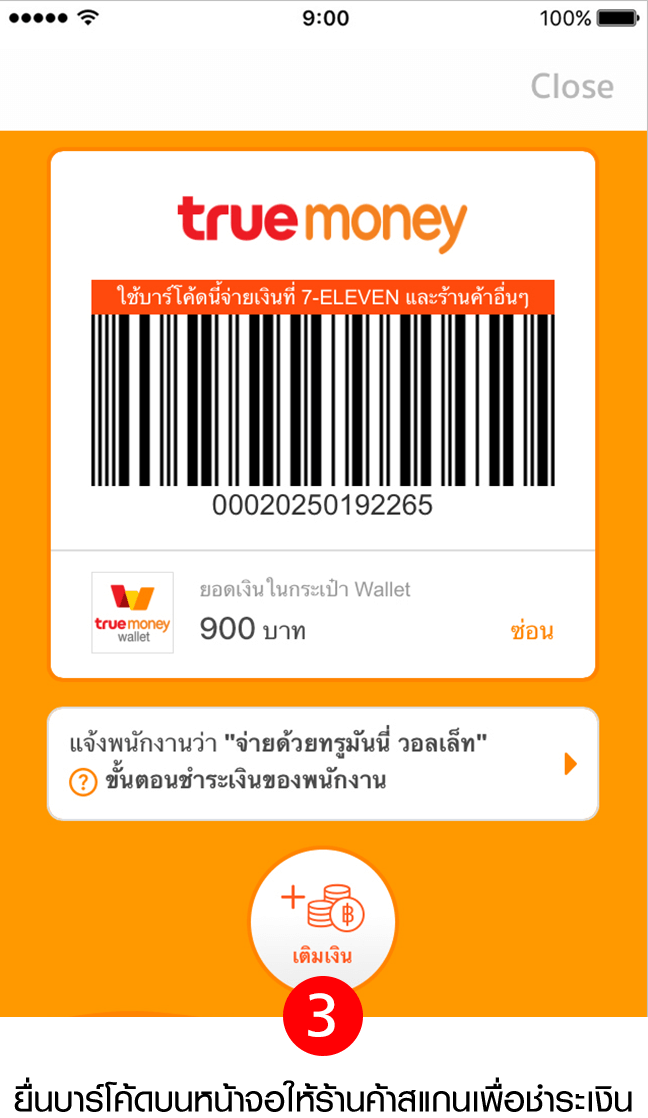 9:00
100%
Close
truemoney
ใช้บาร์โค้ดนี้จ่ายเงินที่ 7-ELEVEN และร้านค้าอื่นๆ
00020250192265
ยอดเงินในกระเป๋า Wallet
truemoney
wallet
900 บาท
ซ่อน
แจ้งพนักงานว่า "จ่ายด้วยทรูมันนี่ วอลเล็ท"
? ขั้นตอนชำระเงินของพนักงาน
+ ฿
เติมเงิน
3
ยื่นบาร์โค้ดบนหน้าจอให้ร้านค้าสแกนเพื่อชำระเงิน